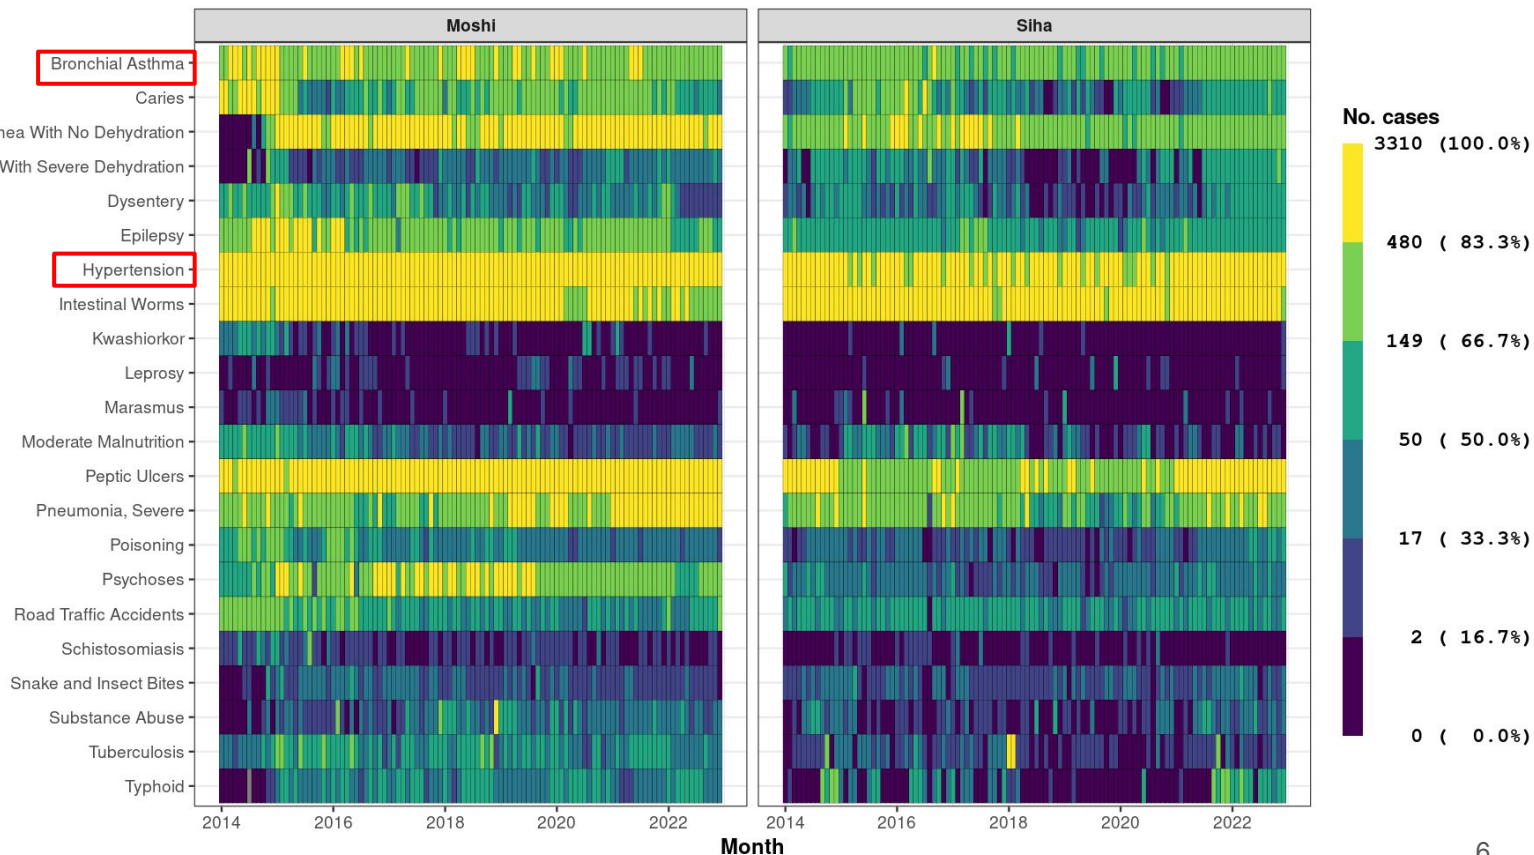 Moshi
Siha
Bronchial Asthma
Caries
nea With No Dehydration
With Severe Dehydration
Dysentery
Epilepsy
Hypertension
Intestinal Worms
Kwashiorkor
Leprosy
Marasmus
Moderate Malnutrition
Peptic Ulcers
Pneumonia, Severe
Poisoning
Psychoses
Road Traffic Accidents
Schistosomiasis
Snake and Insect Bites
Substance Abuse
Tuberculosis
Typhoid
2014 2016 2018 2020 2022
2014 2016 2018 2020 2022
Month
No. cases
3310 (100.0%)
480 ( 83.3%)
149 ( 66.7%)
50 ( 50.0%)
17 ( 33.3%)
2 ( 16.7%)
0 ( 0.0%)
6